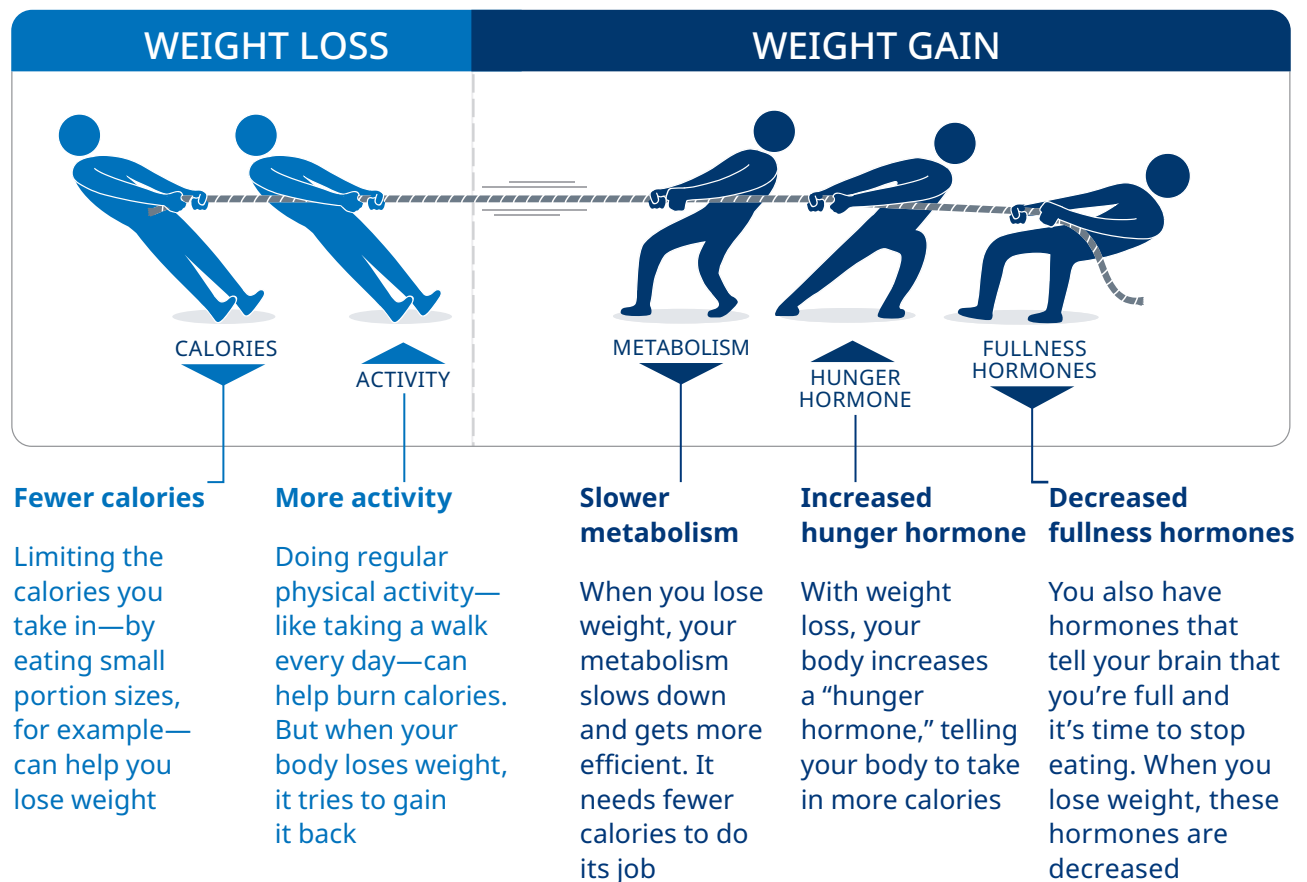 WEIGHT LOSS
WEIGHT GAIN
CALORIES
ACTIVITY
METABOLISM
HUNGER
HORMONE
FULLNESS
HORMONES
Fewer calories
Limiting the
calories you
take in—by
eating small
portion sizes,
for example—
can help you
lose weight
More activity
Doing regular
physical activity—
like taking a walk
every day—can
help burn calories.
But when your
body loses weight,
it tries to gain
it back
Slower
metabolism
When you lose
weight, your
metabolism
slows down
and gets more
efficient. It
needs fewer
calories to do
its job
Increased
hunger hormone
With weight
loss, your
body increases
a “hunger
hormone,” telling
your body to take
in more calories
Decreased
fullness hormones
You also have
hormones that
tell your brain that
you’re full and
it’s time to stop
eating. When you
lose weight, these
hormones are
decreased